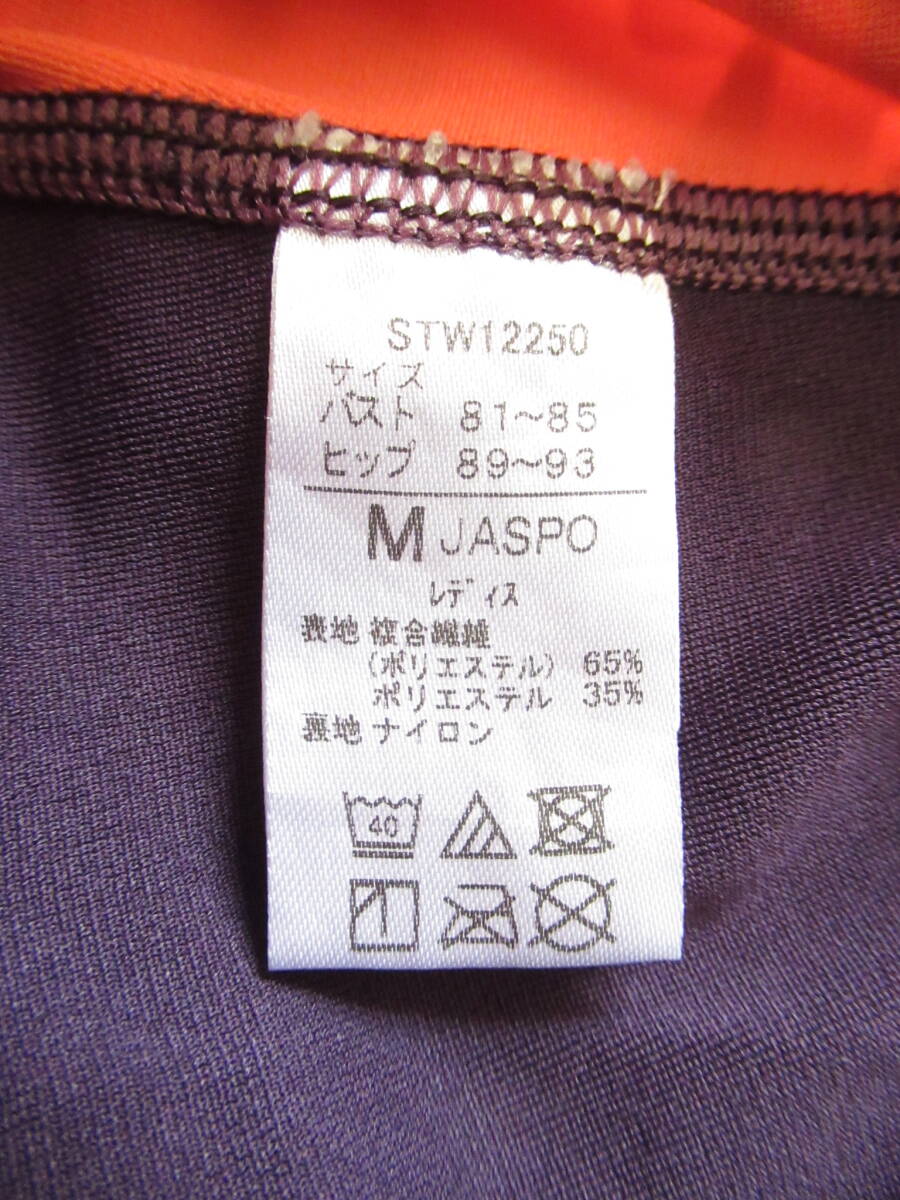 STW12250
サイズ
バスト 81~85
ヒップ 89~93
M JASPO
レディス
表地 複合繊維
(ポリエステル) 65%
ポリエステル 35%
裏地 ナイロン
40